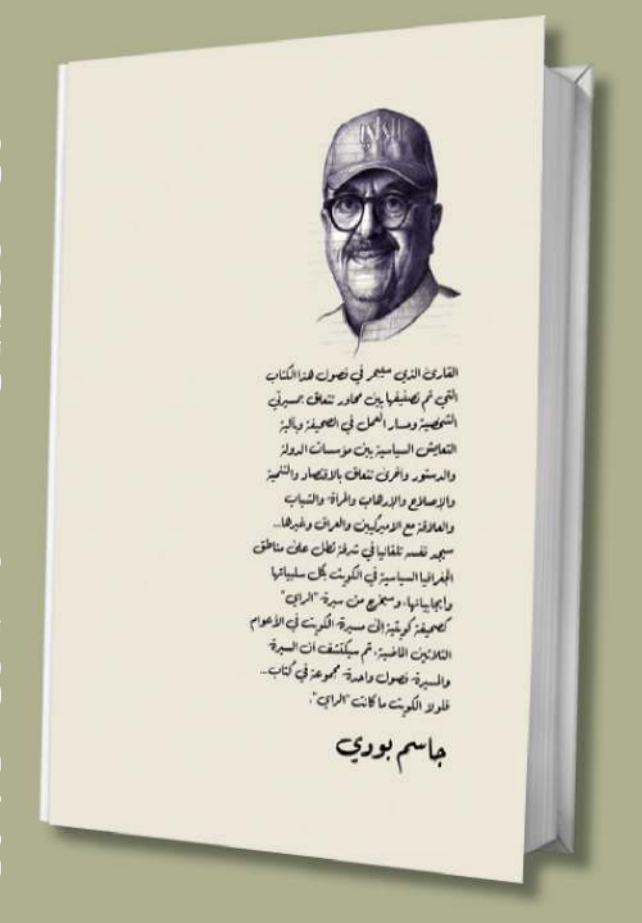 القارئ الذي سيبحر في فصول هذا الكتاب
التي تم تصنيفها بين محاور تتعلق بمسيرتي
الشخصية ومسار العمل في الصحيفة وبآلية
التعايش السياسية بين مؤسسات الدولة
والدستور وأخرى تتعلق بالاقتصاد والتنمية
والإصلاح والإرهاب والمرأة والشباب
والعلاقة مع الاميركيين والعراق وغيرها...
سيجد نفسه تلقائيا في شرفة تطل على مناطق
الجغرافيا السياسية في الكويت بكل سلبياتها
وإيجابياتها، وسيخرج من سيرة "الراي"
كصحيفة كويتية إلى مسيرة الكويت في الأعوام
الثلاثين الماضية، ثم سيكتشف أن السيرة
والمسيرة فصول واحدة مجموعة في كتاب...
فلولا الكويت ما كانت "الراي".
جاسم بودي